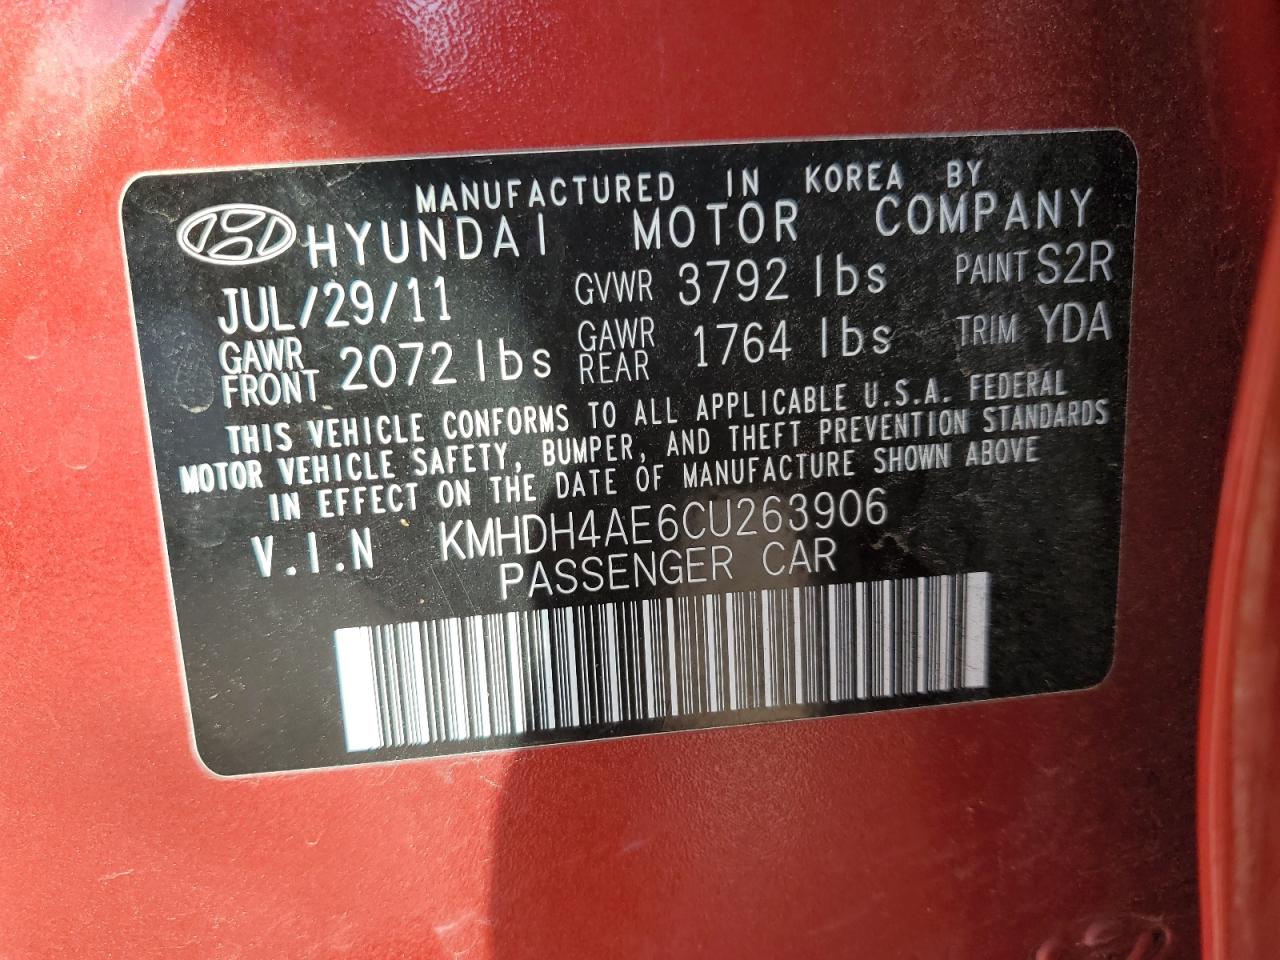 MANUFACTURED IN KOREA BY
HYUNDAI MOTOR COMPANY
JUL/29/11 GVWR 3792 lbs PAINT S2R
GAWR FRONT 2072 lbs GAWR REAR 1764 lbs TRIM YDA
THIS VEHICLE CONFORMS TO ALL APPLICABLE U.S.A. FEDERAL
MOTOR VEHICLE SAFETY, BUMPER, AND THEFT PREVENTION STANDARDS
IN EFFECT ON THE DATE OF MANUFACTURE SHOWN ABOVE
V.I.N KMHDH4AE6CU263906
PASSENGER CAR